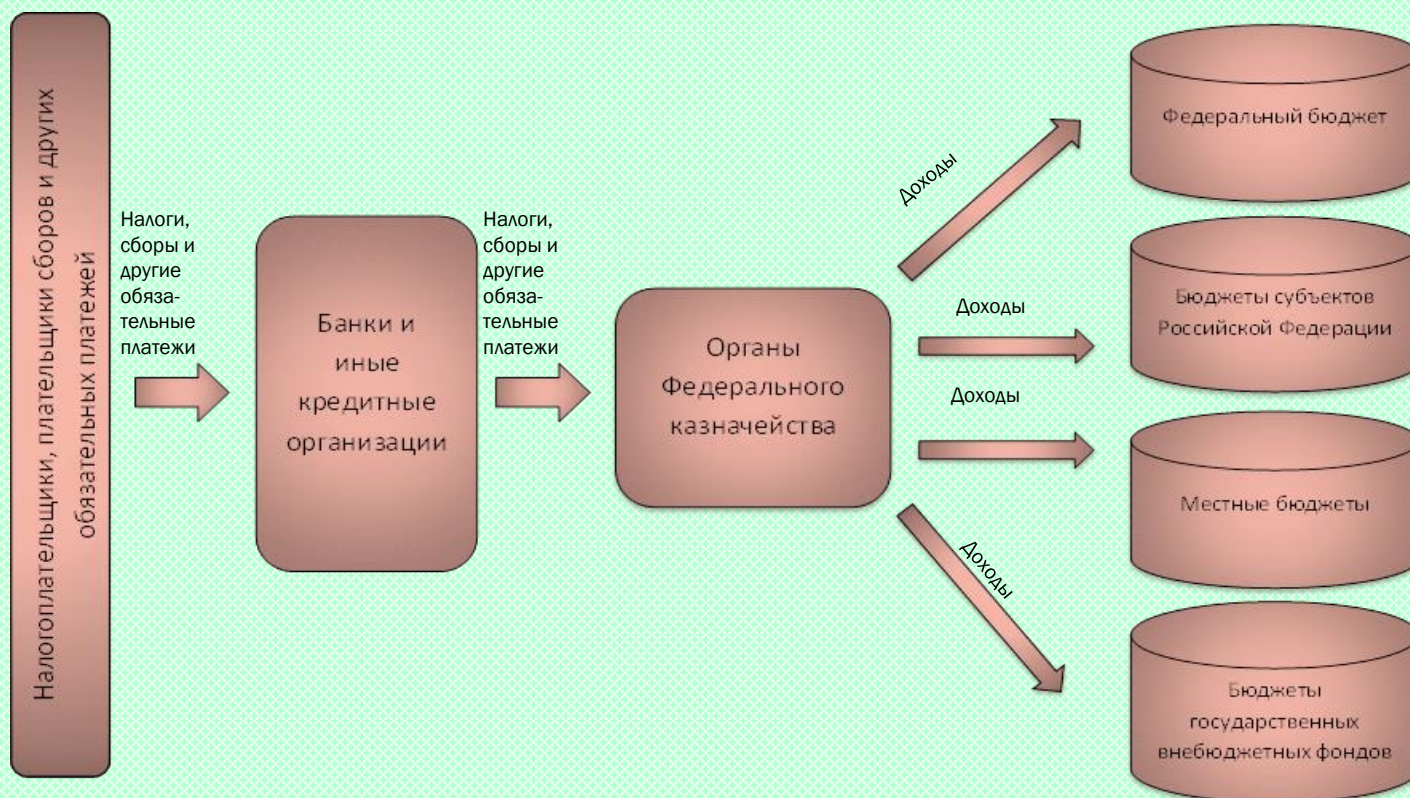 Налогоплательщики, плательщики сборов и других
обязательных платежей
Налоги,
сборы и
другие
обяза-
тельные
платежи
Банки и
иные
кредитные
организации
Налоги,
сборы и
другие
обяза-
тельные
платежи
Органы
Федерального
казначейства
Доходы
Доходы
Доходы
Доходы
Федеральный бюджет
Бюджеты субъектов
Российской Федерации
Местные бюджеты
Бюджеты
государственных
внебюджетных фондов